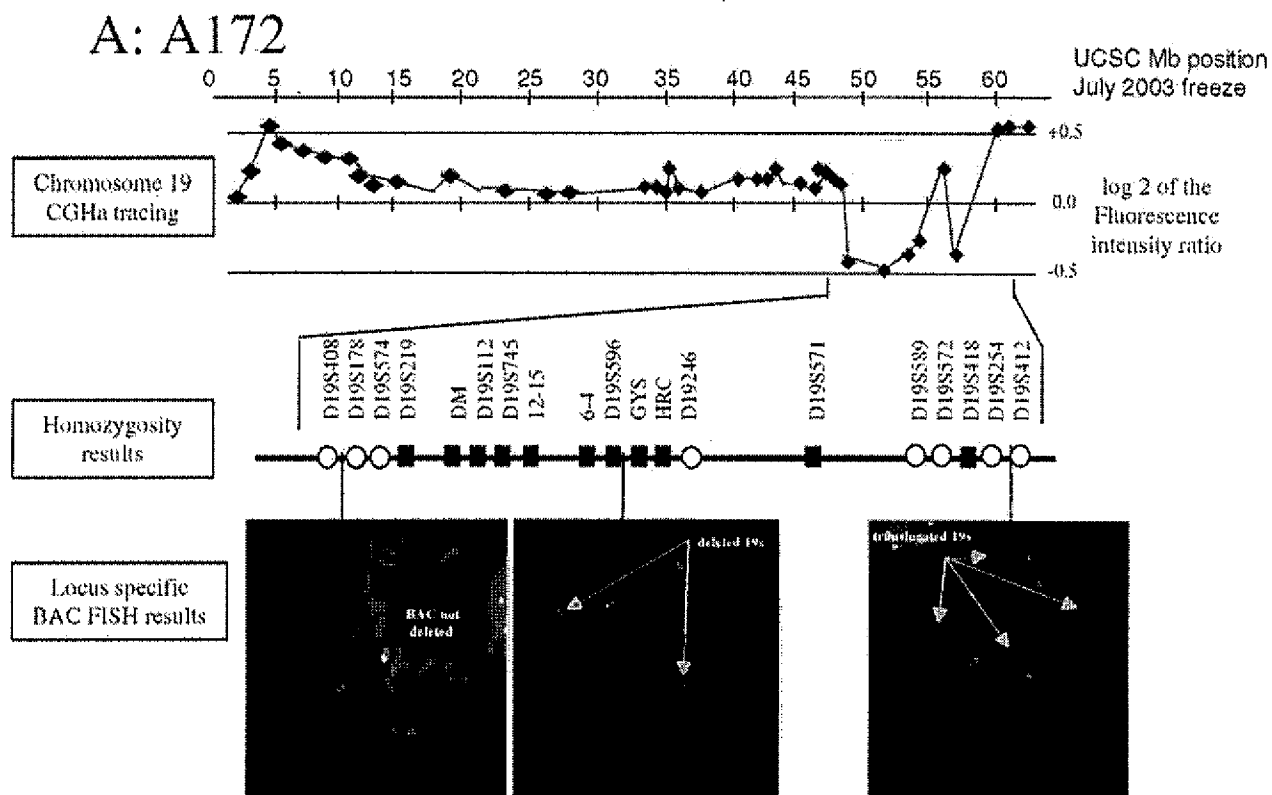 A: A172
0 5 10 15 20 25 30 35 40 45 50 55 60
UCSC Mb position
July 2003 freeze
Chromosome 19
CGHa tracing
+0.5
0.0
-0.5
log 2 of the
Fluorescence
intensity ratio
Homozygosity
results
D19S408
D19S178
D19S574
D19S219
DM
D19S112
D19S745
12-15
6-4
D19S596
GYS
HRC
D19246
D19S571
D19S589
D19S572
D19S418
D19S254
D19S412
Locus specific
BAC FISH results
BAC not
deleted
deleted 19s
19s